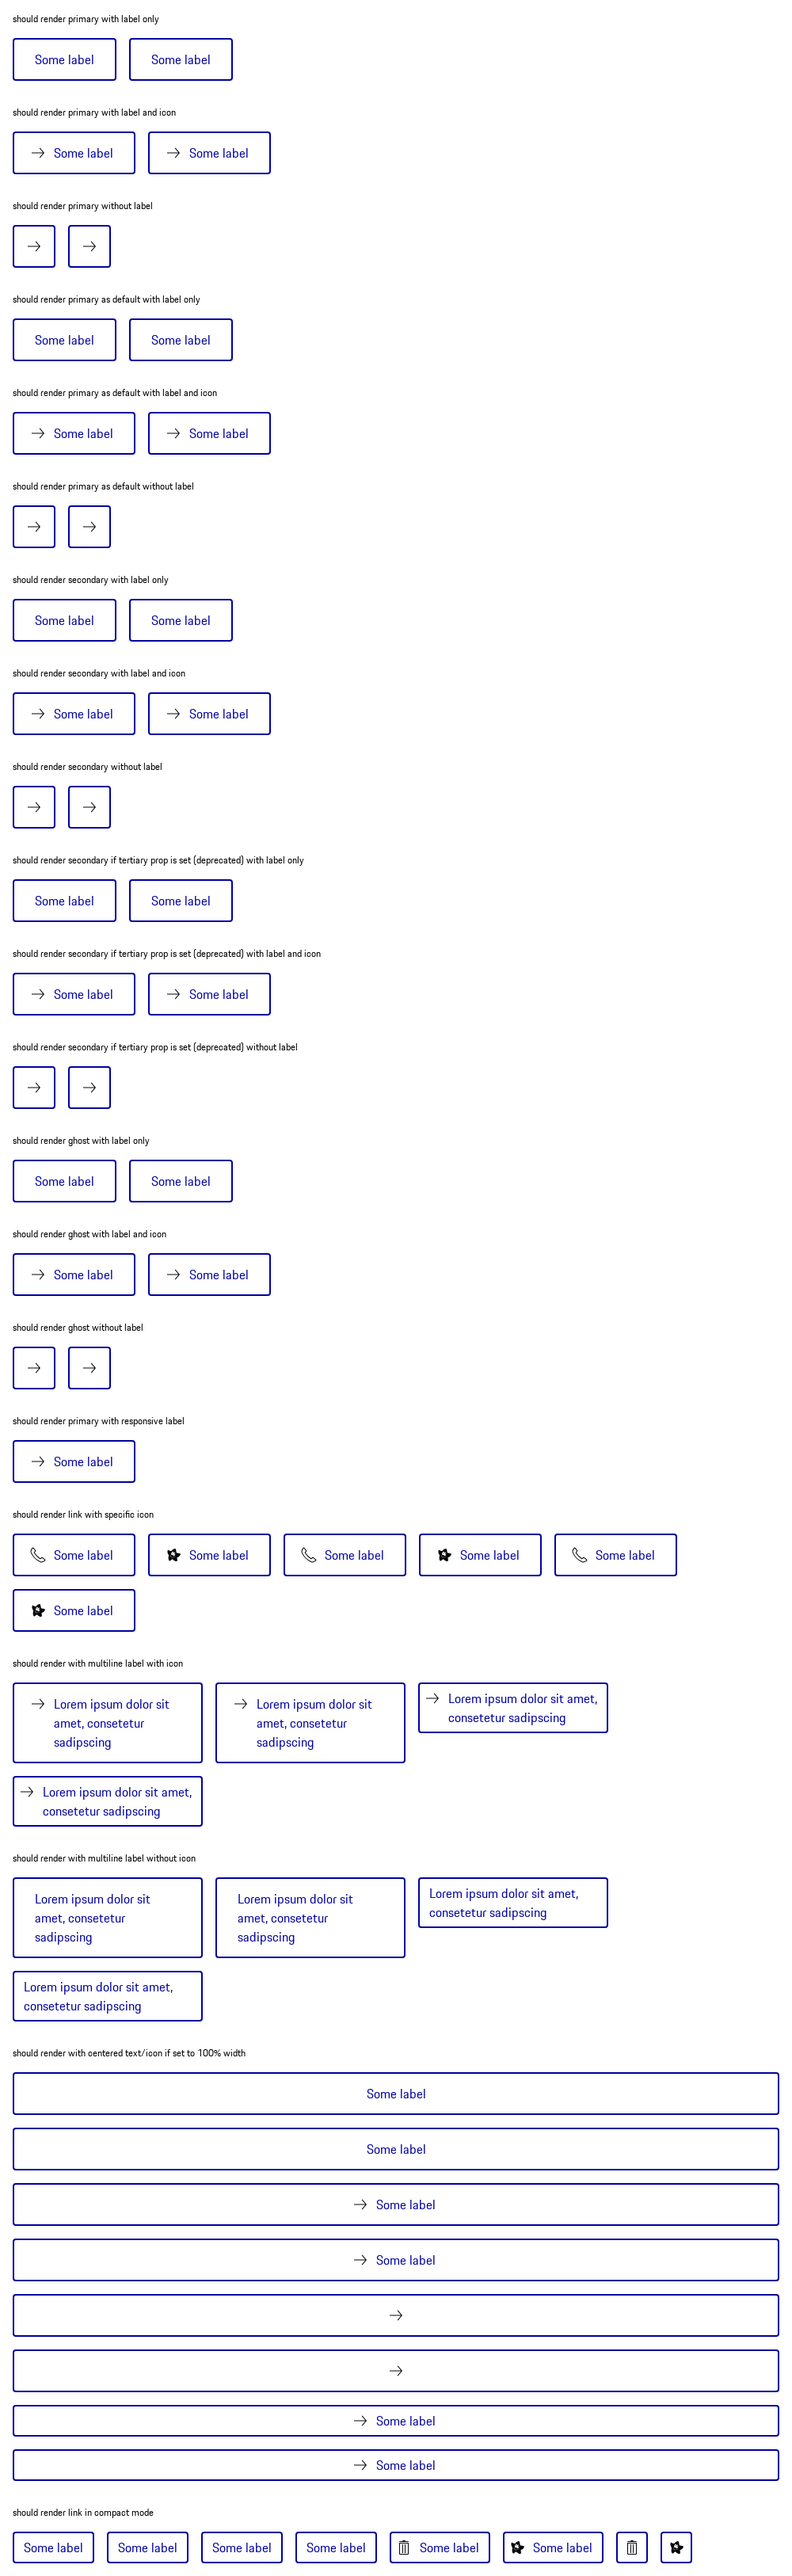 should render primary with label only
Some label Some label
should render primary with label and icon
Some label Some label
should render primary without label
should render primary as default with label only
Some label Some label
should render primary as default with label and icon
Some label Some label
should render primary as default without label
should render secondary with label only
Some label Some label
should render secondary with label and icon
Some label Some label
should render secondary without label
should render secondary if tertiary prop is set (deprecated) with label only
Some label Some label
should render secondary if tertiary prop is set (deprecated) with label and icon
Some label Some label
should render secondary if tertiary prop is set (deprecated) without label
should render ghost with label only
Some label Some label
should render ghost with label and icon
Some label Some label
should render ghost without label
should render primary with responsive label
Some label
should render link with specific icon
Some label Some label Some label Some label Some label
Some label
should render with multiline label with icon
Lorem ipsum dolor sit
amet, consetetur
sadipscing
Lorem ipsum dolor sit
amet, consetetur
sadipscing
Lorem ipsum dolor sit amet,
consetetur sadipscing
Lorem ipsum dolor sit amet,
consetetur sadipscing
should render with multiline label without icon
Lorem ipsum dolor sit
amet, consetetur
sadipscing
Lorem ipsum dolor sit
amet, consetetur
sadipscing
Lorem ipsum dolor sit amet,
consetetur sadipscing
Lorem ipsum dolor sit amet,
consetetur sadipscing
should render with centered text/icon if set to 100% width
Some label
Some label
Some label
Some label
Some label
Some label
should render link in compact mode
Some label Some label Some label Some label Some label Some label